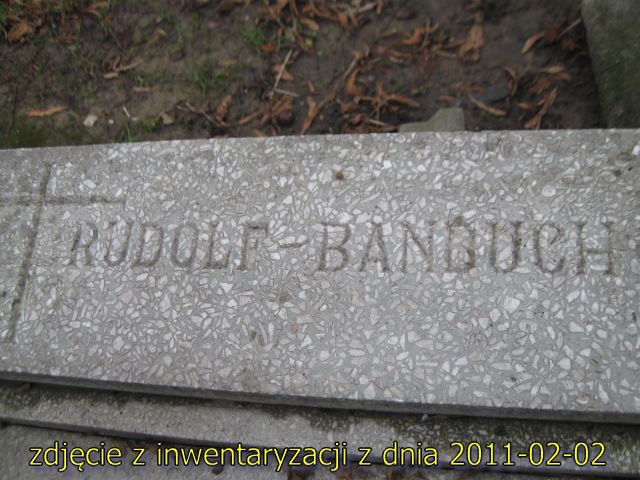 RUDOLF-BANDUCH
zdjęcie z inwentaryzacji z dnia 2011-02-02